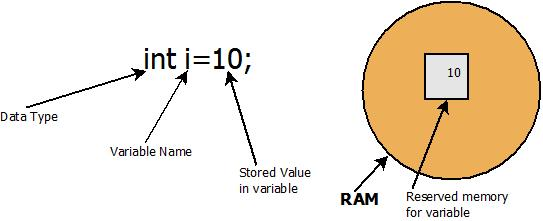 int i=10;
Data Type
Variable Name
Stored Value
in variable
10
RAM
Reserved memory
for variable